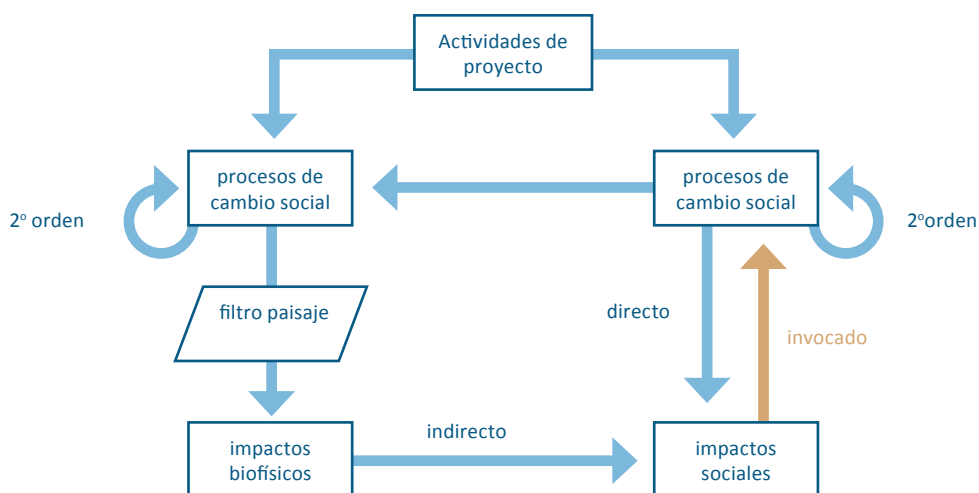 Actividades de
proyecto
procesos de
cambio social
procesos de
cambio social
2º orden
2ºorden
filtro paisaje
directo
invocado
indirecto
impactos
biofísicos
impactos
sociales